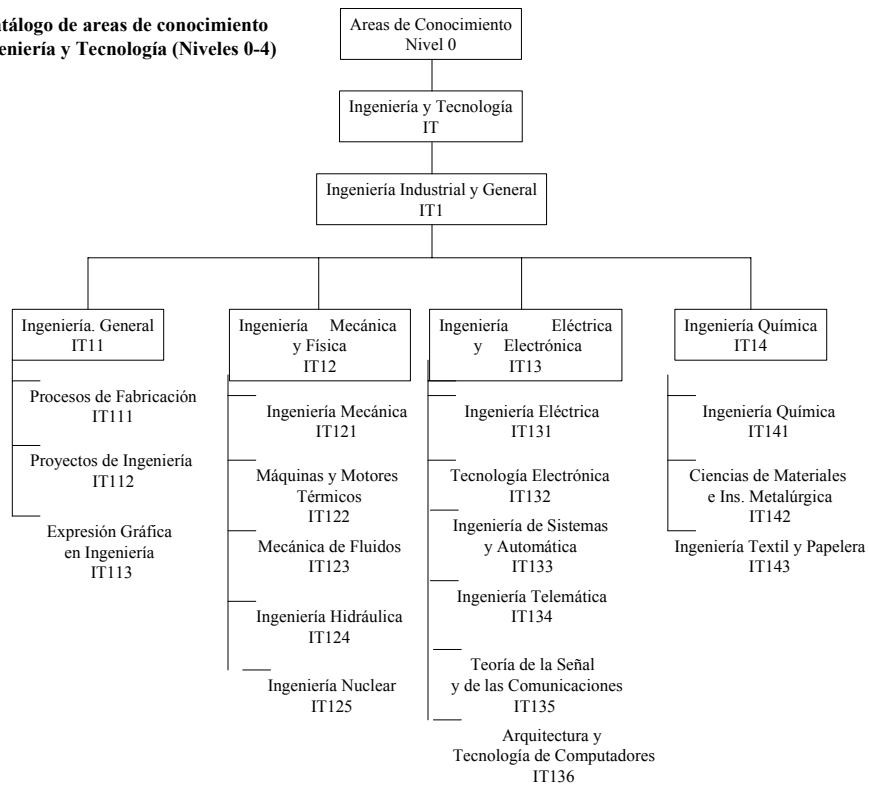 tálogo de areas de conocimiento
eniería y Tecnología (Niveles 0-4)
Areas de Conocimiento
Nivel 0
Ingeniería y Tecnología
IT
Ingeniería Industrial y General
IT1
Ingeniería. General
IT11
Procesos de Fabricación
IT111
Proyectos de Ingeniería
IT112
Expresión Gráfica
en Ingeniería
IT113
Ingeniería Mecánica
y Física
IT12
Ingeniería Mecánica
IT121
Máquinas y Motores
Térmicos
IT122
Mecánica de Fluidos
IT123
Ingeniería Hidráulica
IT124
Ingeniería Nuclear
IT125
Ingeniería Eléctrica
y Electrónica
IT13
Ingeniería Eléctrica
IT131
Tecnología Electrónica
IT132
Ingeniería de Sistemas
y Automática
IT133
Ingeniería Telemática
IT134
Teoría de la Señal
y de las Comunicaciones
IT135
Arquitectura y
Tecnología de Computadores
IT136
Ingeniería Química
IT14
Ingeniería Química
IT141
Ciencias de Materiales
e Ins. Metalúrgica
IT142
Ingeniería Textil y Papelera
IT143